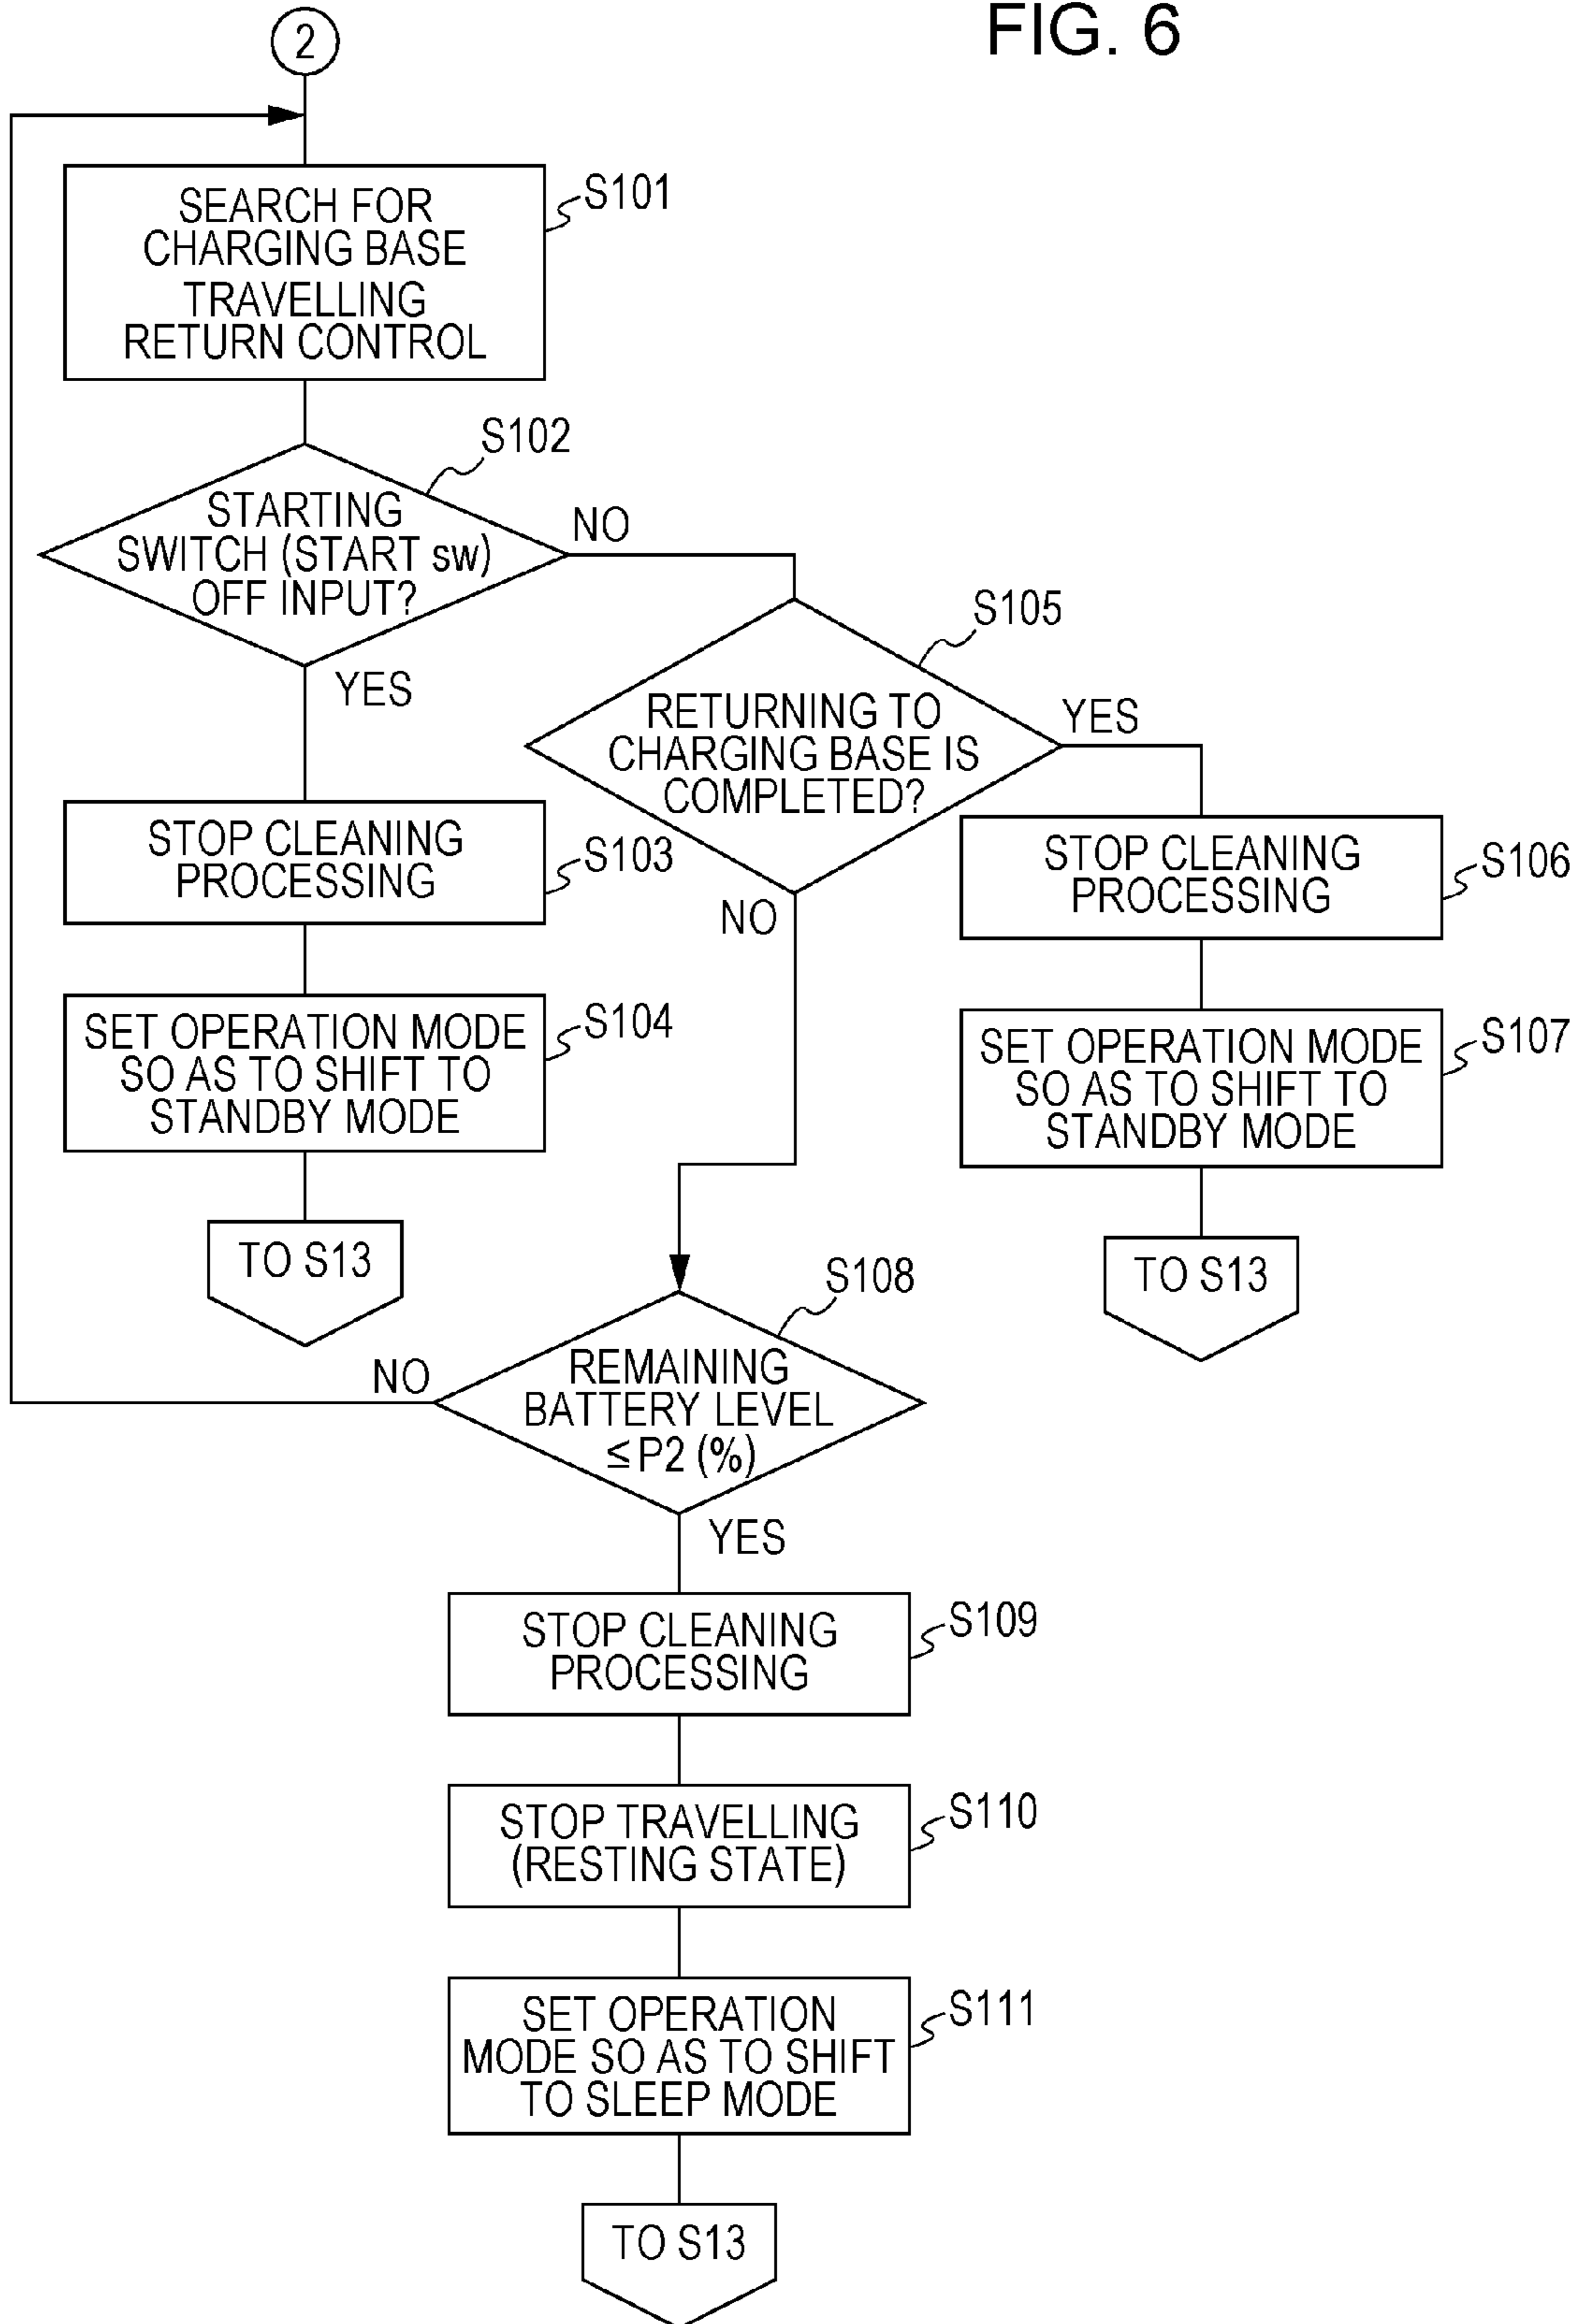 FIG. 6
2
SEARCH FOR
CHARGING BASE
TRAVELLING
RETURN CONTROL
S101
S102
STARTING
SWITCH (START sw)
OFF INPUT?
NO
YES
S105
RETURNING TO
CHARGING BASE IS
COMPLETED?
YES
NO
STOP CLEANING
PROCESSING
S103
STOP CLEANING
PROCESSING
S106
SET OPERATION MODE
SO AS TO SHIFT TO
STANDBY MODE
S104
SET OPERATION MODE
SO AS TO SHIFT TO
STANDBY MODE
S107
TO S13
TO S13
S108
REMAINING
BATTERY LEVEL
≤ P2 (%)
NO
YES
STOP CLEANING
PROCESSING
S109
STOP TRAVELLING
(RESTING STATE)
S110
SET OPERATION
MODE SO AS TO SHIFT
TO SLEEP MODE
S111
TO S13